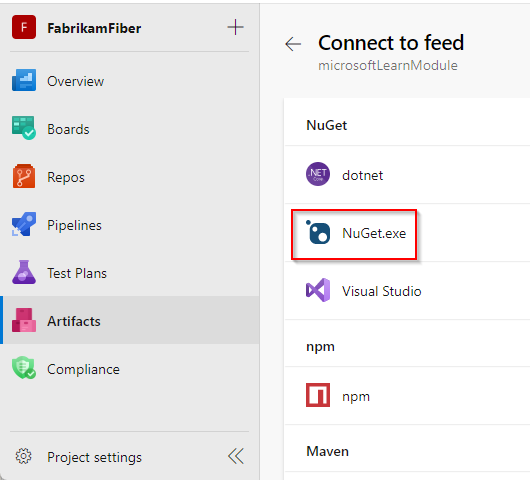 F FabrikamFiber
Overview
Boards
Repos
Pipelines
Test Plans
Artifacts
Compliance
Project settings
Connect to feed
microsoftLearnModule
NuGet
.NET
Core
dotnet
NuGet.exe
Visual Studio
npm
npm
Maven